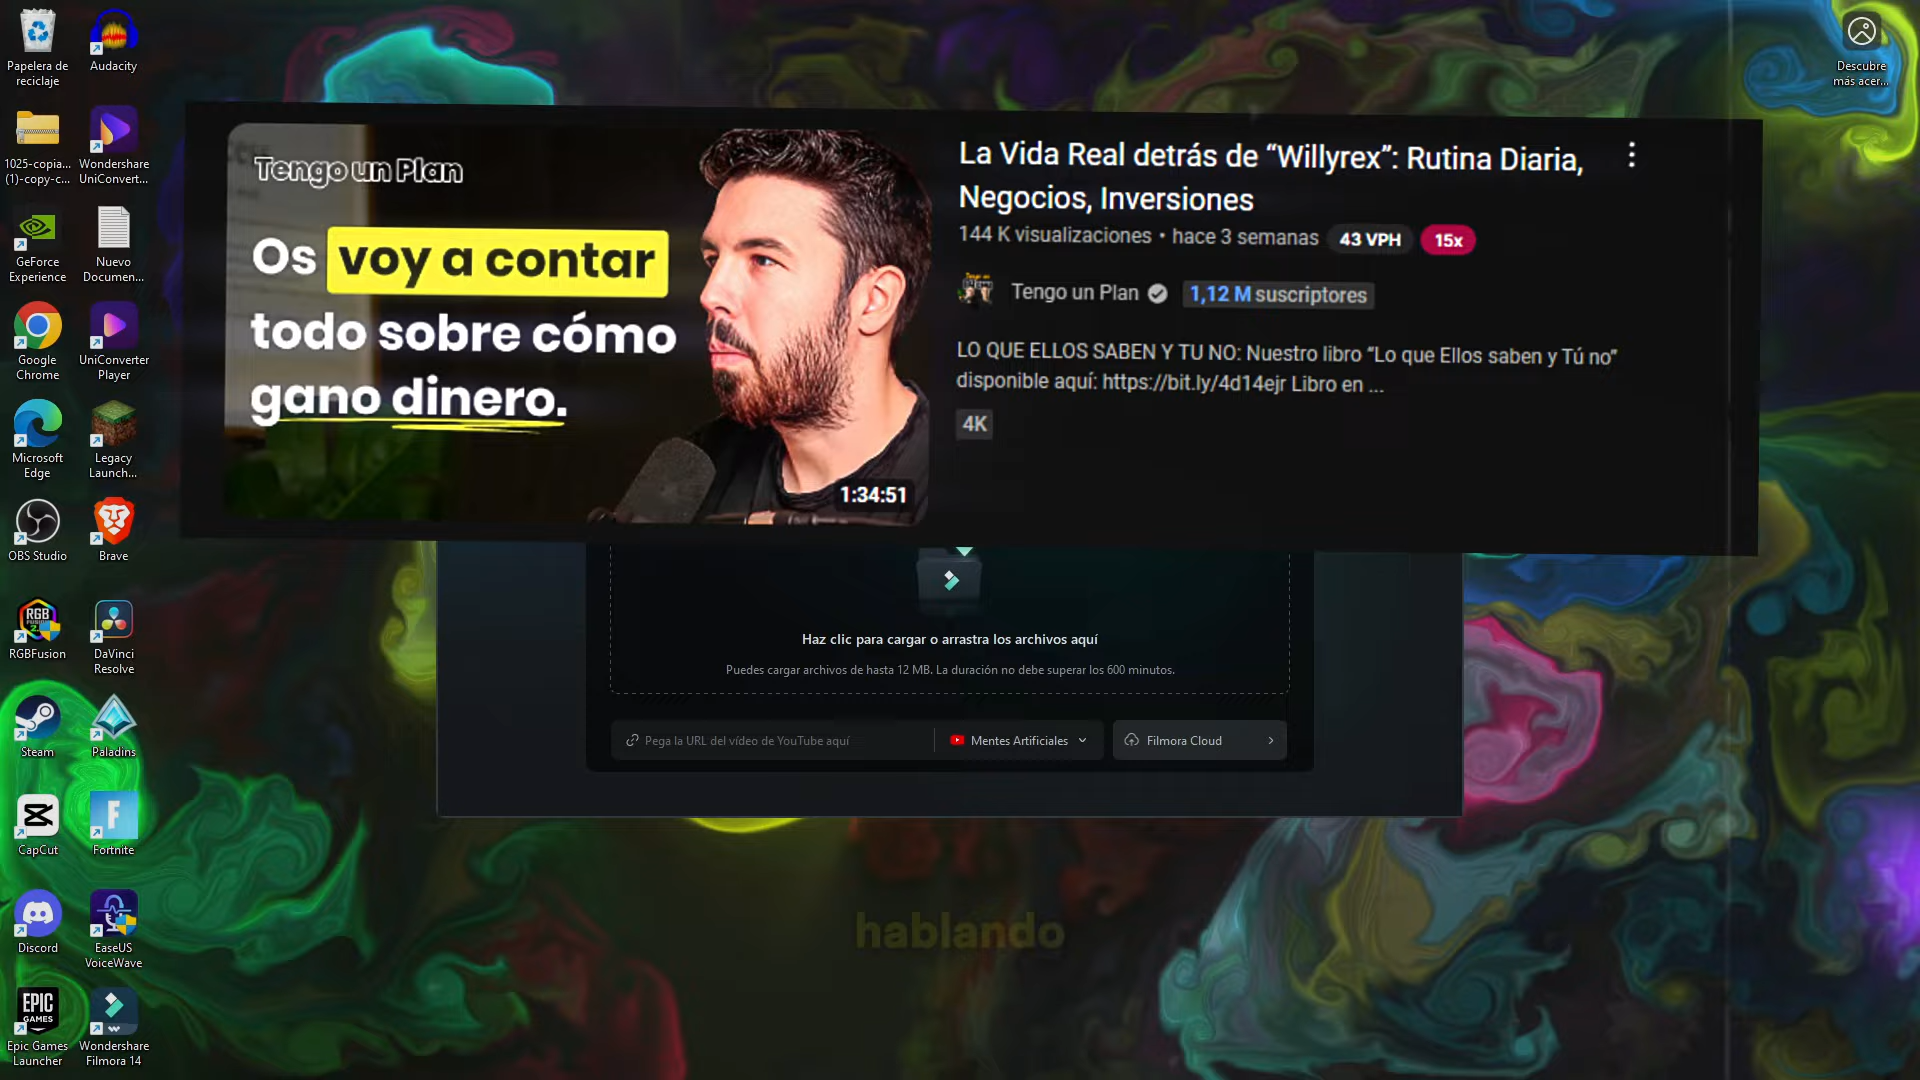 Papelera de
reciclaje
Audacity
1025-copia...
(1)-copy-c...
Wondershare
UniConvert...
GeForce
Experience
Nuevo
Documen...
Google
Chrome
UniConverter
Player
Microsoft
Edge
Legacy
Launch...
OBS Studio
Brave
RGB
FUSION
2.0
RGBFusion
DaVinci
Resolve
Steam
Paladins
CapCut
F
Fortnite
Discord
EaseUS
VoiceWave
EPIC
GAMES
Epic Games
Launcher
Wondershare
Filmora 14
Descubre
más acer...
Tengo un Plan
Os voy a contar
todo sobre cómo
gano dinero.
1:34:51
La Vida Real detrás de “Willyrex”: Rutina Diaria,
Negocios, Inversiones
144 K visualizaciones • hace 3 semanas 43 VPH 15x
Tengo un Plan 1,12 M suscriptores
LO QUE ELLOS SABEN Y TU NO: Nuestro libro “Lo que Ellos saben y Tú no”
disponible aquí: https://bit.ly/4d14ejr Libro en ...
4K
Haz clic para cargar o arrastra los archivos aquí
Puedes cargar archivos de hasta 12 MB. La duración no debe superar los 600 minutos.
Pega la URL del vídeo de YouTube aquí
Mentes Artificiales
Filmora Cloud
hablando